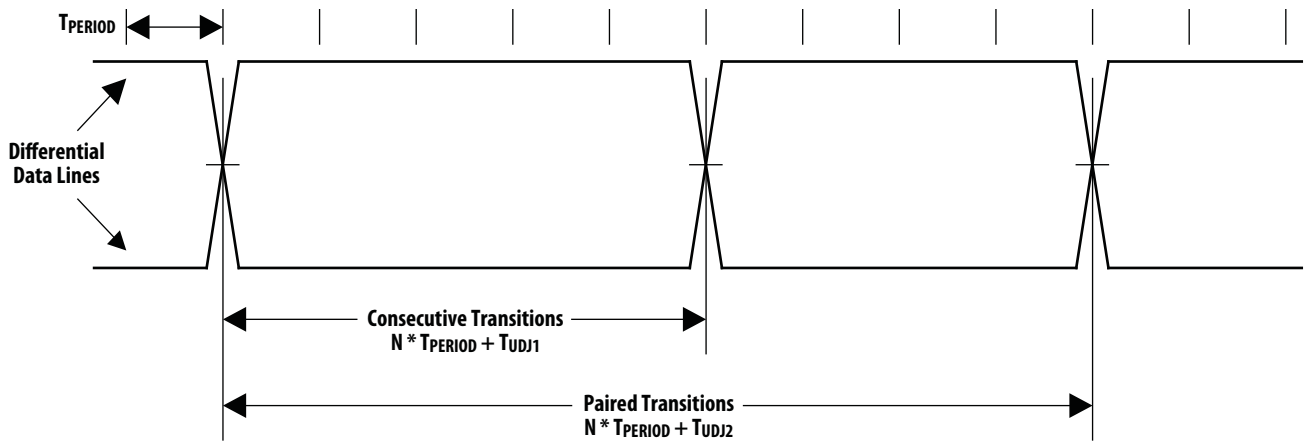 TPERIOD
Differential
Data Lines
Consecutive Transitions
N * TPERIOD + TUDJ1
Paired Transitions
N * TPERIOD + TUDJ2